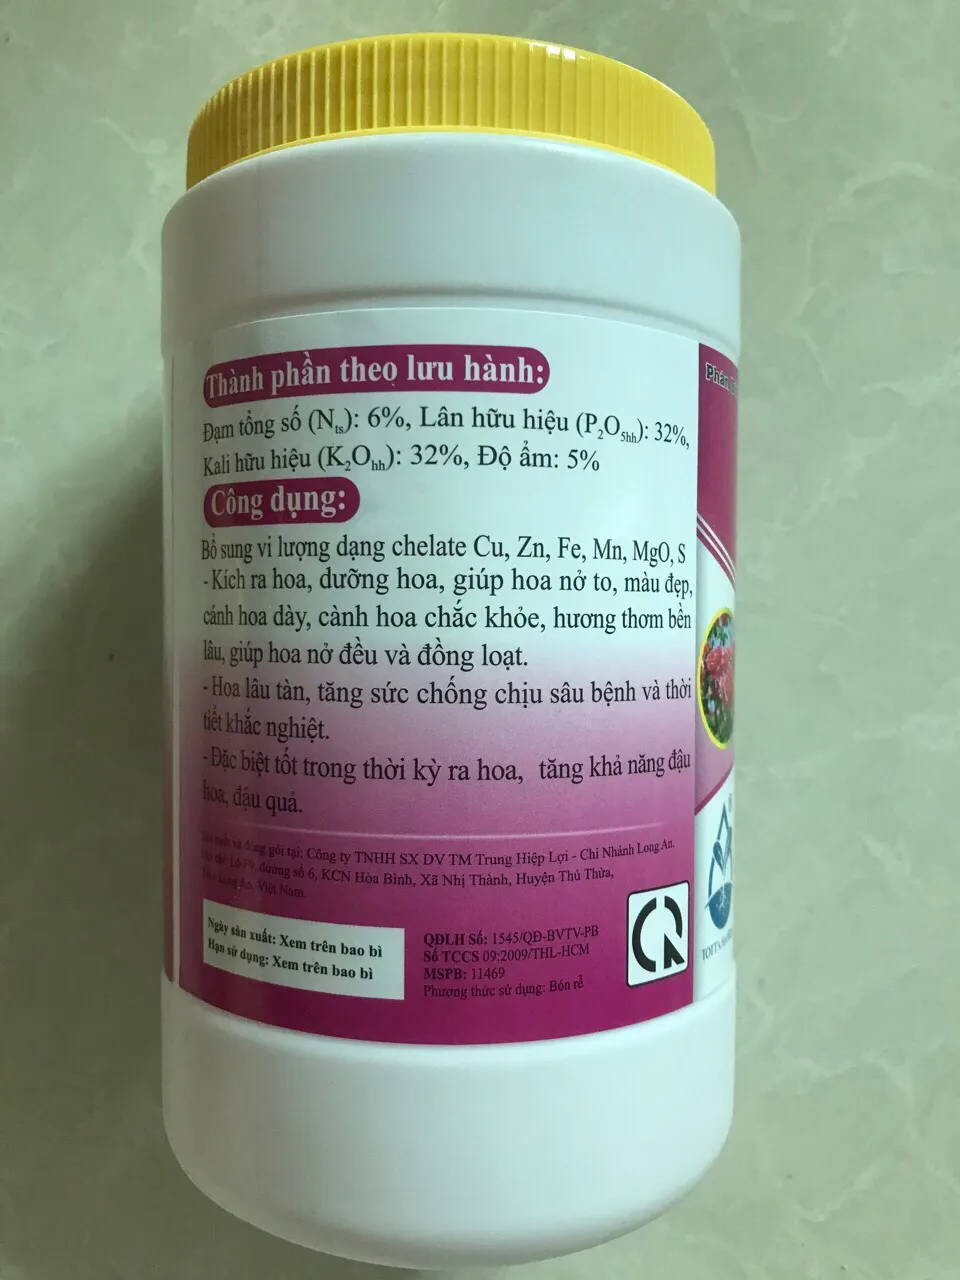 Thành phần theo lưu hành:
Đạm tổng số (Nts): 6%, Lân hữu hiệu (P2O5hh): 32%,
Kali hữu hiệu (K2Ohh): 32%, Độ ẩm: 5%
Công dụng:
Bổ sung vi lượng dạng chelate Cu, Zn, Fe, Mn, MgO, S
- Kích ra hoa, dưỡng hoa, giúp hoa nở to, màu đẹp,
cánh hoa dày, cành hoa chắc khỏe, hương thơm bền
lâu, giúp hoa nở đều và đồng loạt.
- Hoa lâu tàn, tăng sức chống chịu sâu bệnh và thời
tiết khắc nghiệt.
- Đặc biệt tốt trong thời kỳ ra hoa, tăng khả năng đậu
hoa, đậu quả.
và đóng gói tại: Công ty TNHH SX DV TM Trung Hiệp Lợi - Chi Nhánh Long An.
đường số 6, KCN Hòa Bình, Xã Nhị Thành, Huyện Thủ Thừa,
Long An, Việt Nam.
Ngày sản xuất: Xem trên bao bì
Hạn sử dụng: Xem trên bao bì
QĐLH Số: 1545/QĐ-BVTV-PB
Số TCCS 09:2009/THL-HCM
MSPB: 11469
Phương thức sử dụng: Bón rễ